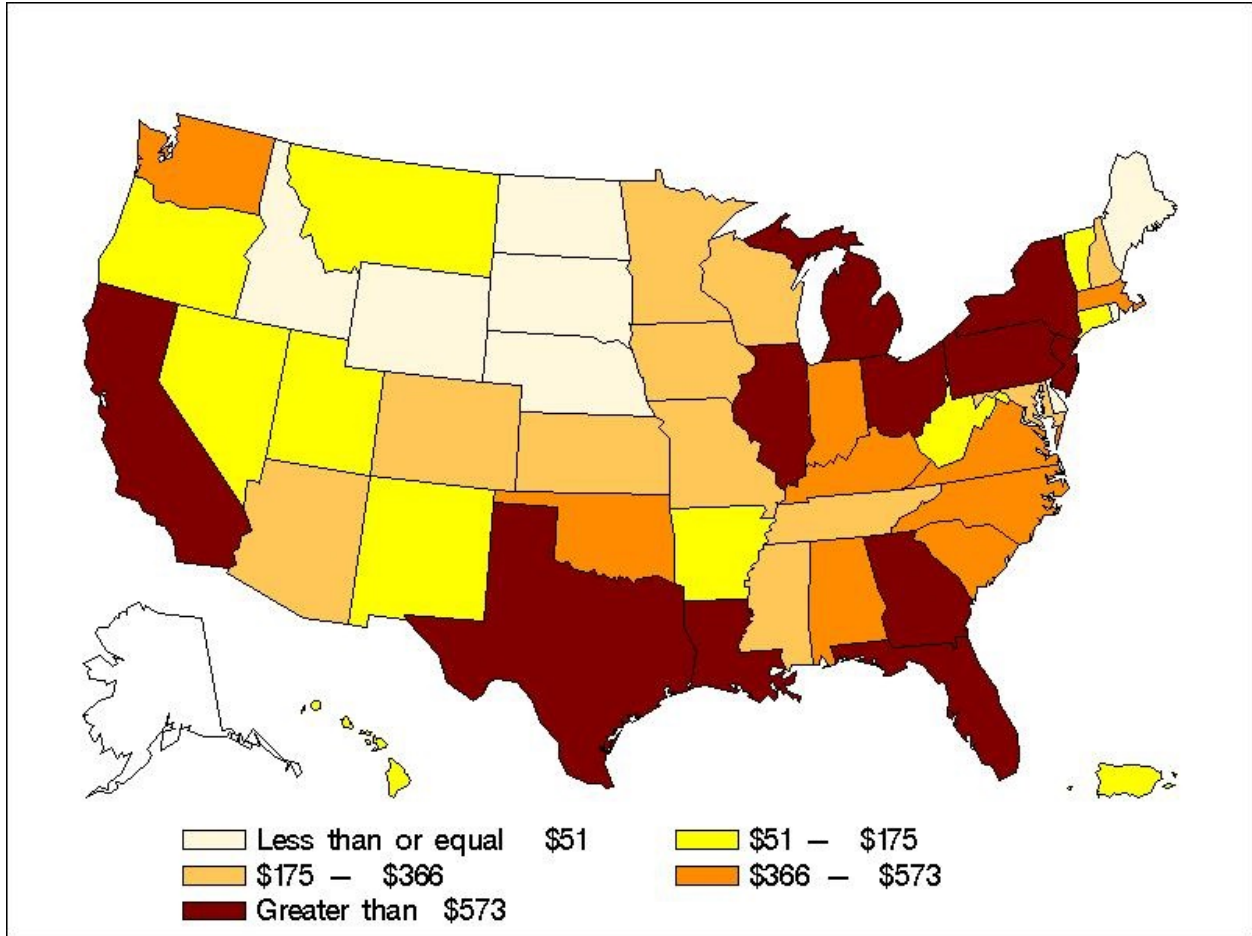 Less than or equal $51 $51 – $175
$175 – $366 $366 – $573
Greater than $573